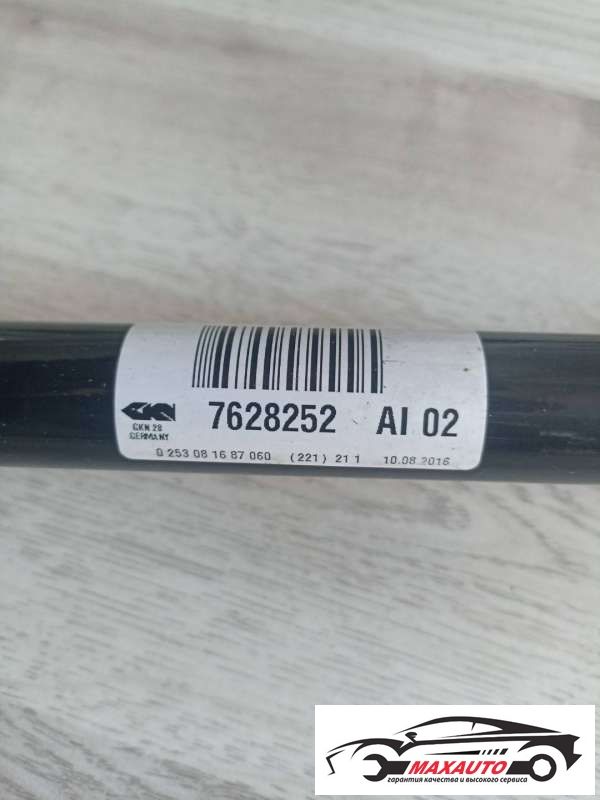 GKN
7628252 AI 02
GKN 28
GERMANY
0 253 08 16 87 060 (221) 21 1 10.08.2016
MAXAUTO
гарантия качества и высокого сервиса